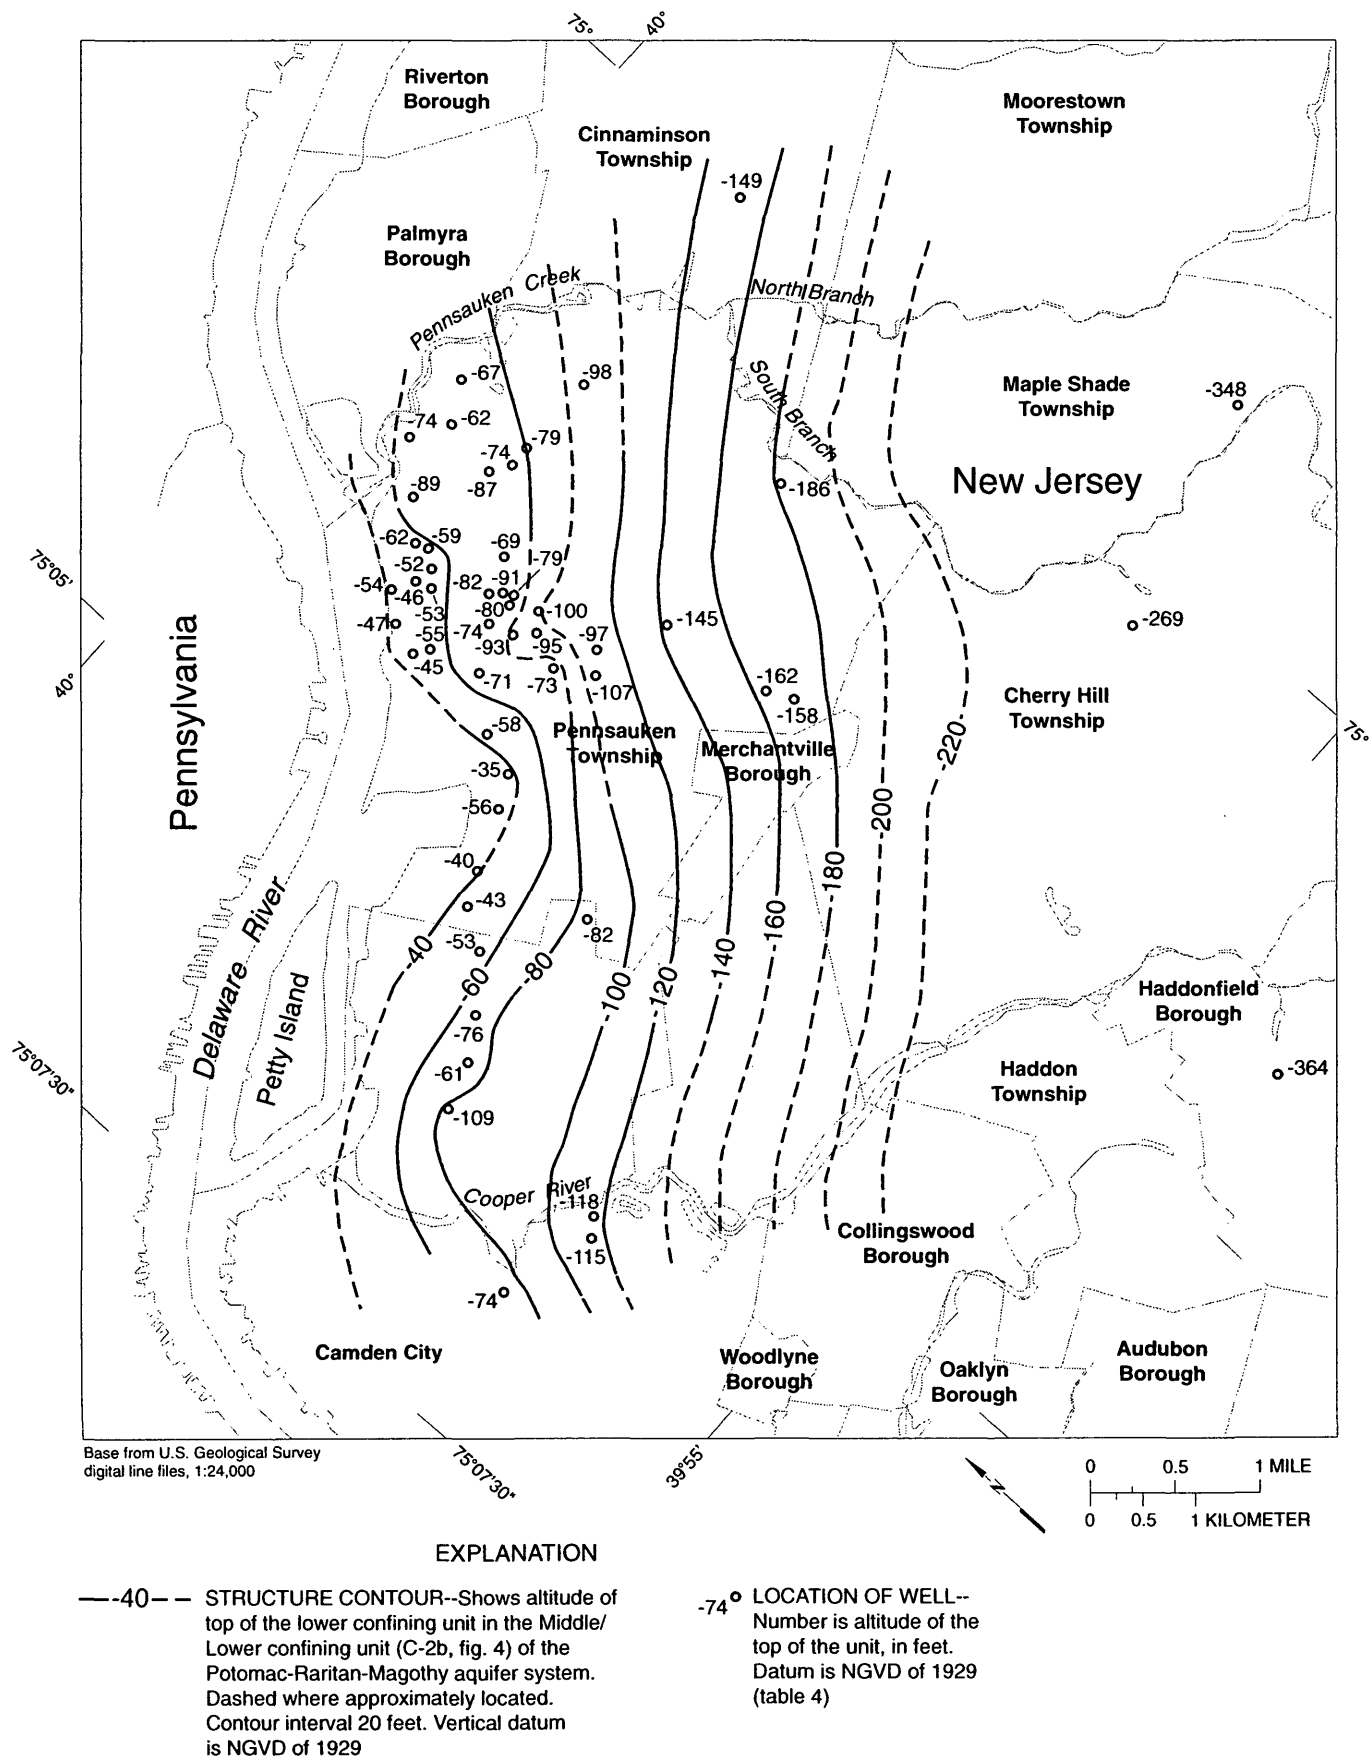 75°
40°
Riverton
Borough
Moorestown
Township
Cinnaminson
Township
-149
Palmyra
Borough
Pennsauken Creek
North Branch
-67
-98
South Branch
Maple Shade
Township
-348
-74
-62
-79
-74
-87
-89
-186
New Jersey
-62
-59
-69
-79
75°05'
-52
-54
-46
-82
-91
-80
-100
-53
-47
-55
-74
-93
-95
-97
-145
-269
-45
-71
-73
-107
-162
-158
40°
Pennsylvania
Cherry Hill
Township
75°
-58
Pennsauken
Township
Merchantville
Borough
-220-
-35
-56
-200
-40
-180
-43
-160
-53
-82
-40
-60
-80
-100
-120
-140
Delaware River
Petty Island
Haddonfield
Borough
-76
-61
75°07'30"
Haddon
Township
-364
-109
Cooper River
-118
-115
Collingswood
Borough
-74
Camden City
Woodlyne
Borough
Oaklyn
Borough
Audubon
Borough
Base from U.S. Geological Survey
digital line files, 1:24,000
75°07'30"
39°55'
N
0 0.5 1 MILE
0 0.5 1 KILOMETER
EXPLANATION
-40
STRUCTURE CONTOUR--Shows altitude of
top of the lower confining unit in the Middle/
Lower confining unit (C-2b, fig. 4) of the
Potomac-Raritan-Magothy aquifer system.
Dashed where approximately located.
Contour interval 20 feet. Vertical datum
is NGVD of 1929
-74
LOCATION OF WELL--
Number is altitude of the
top of the unit, in feet.
Datum is NGVD of 1929
(table 4)